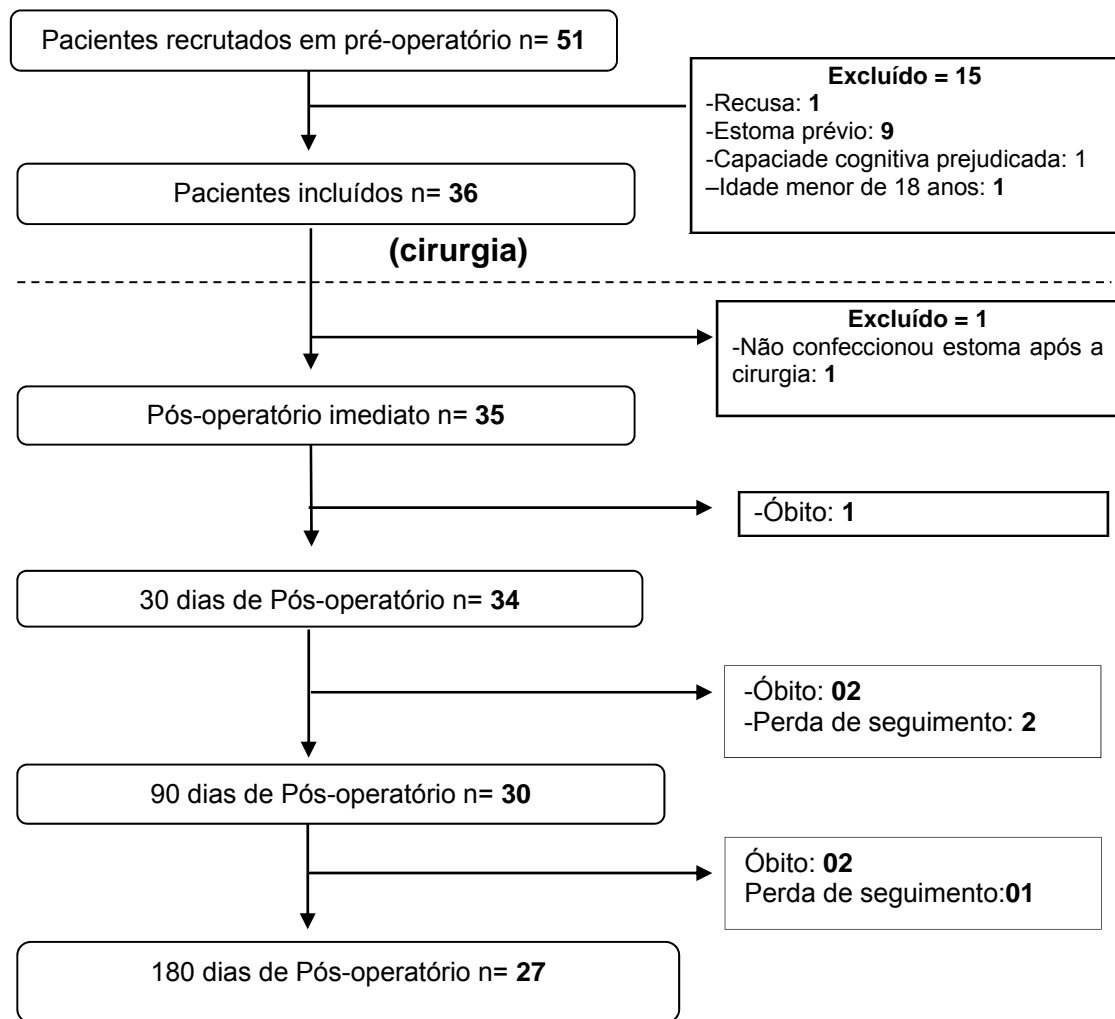 Pacientes recrutados em pré-operatório n= 51
Excluído = 15
-Recusa: 1
-Estoma prévio: 9
-Capaciade cognitiva prejudicada: 1
–Idade menor de 18 anos: 1
Pacientes incluídos n= 36
(cirurgia)
Excluído = 1
-Não confeccionou estoma após a
cirurgia: 1
Pós-operatório imediato n= 35
-Óbito: 1
30 dias de Pós-operatório n= 34
-Óbito: 02
-Perda de seguimento: 2
90 dias de Pós-operatório n= 30
Óbito: 02
Perda de seguimento:01
180 dias de Pós-operatório n= 27